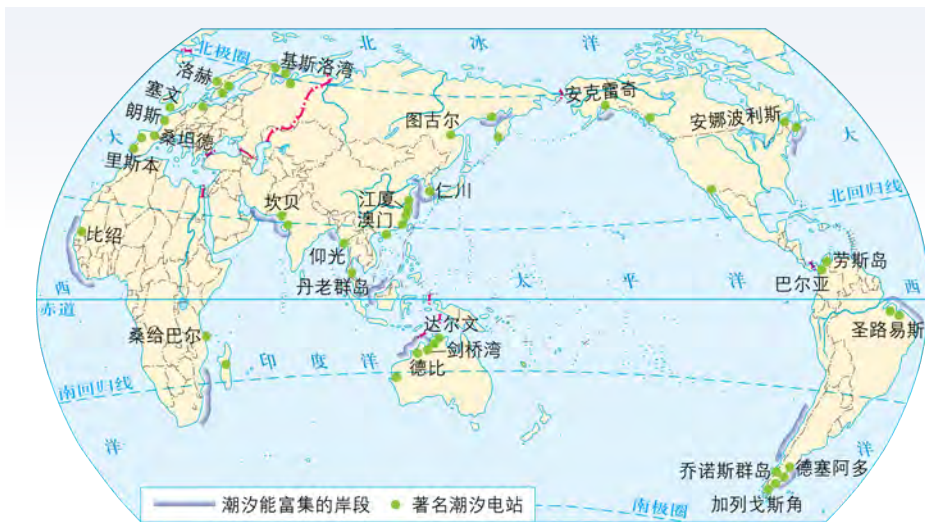 北冰洋
北极圈
基斯洛湾
洛赫
塞文
朗斯
桑坦德
里斯本
安克雷奇
安娜波利斯
图古尔
大
大
仁川
江厦
澳门
坎贝
北回归线
比绍
仰光
丹老群岛
太平洋
劳斯岛
巴尔亚
西
西
赤道
圣路易斯
桑给巴尔
达尔文
剑桥湾
德比
印度洋
南回归线
洋
洋
乔诺斯群岛
德塞阿多
加列戈斯角
南极圈
潮汐能富集的岸段
著名潮汐电站